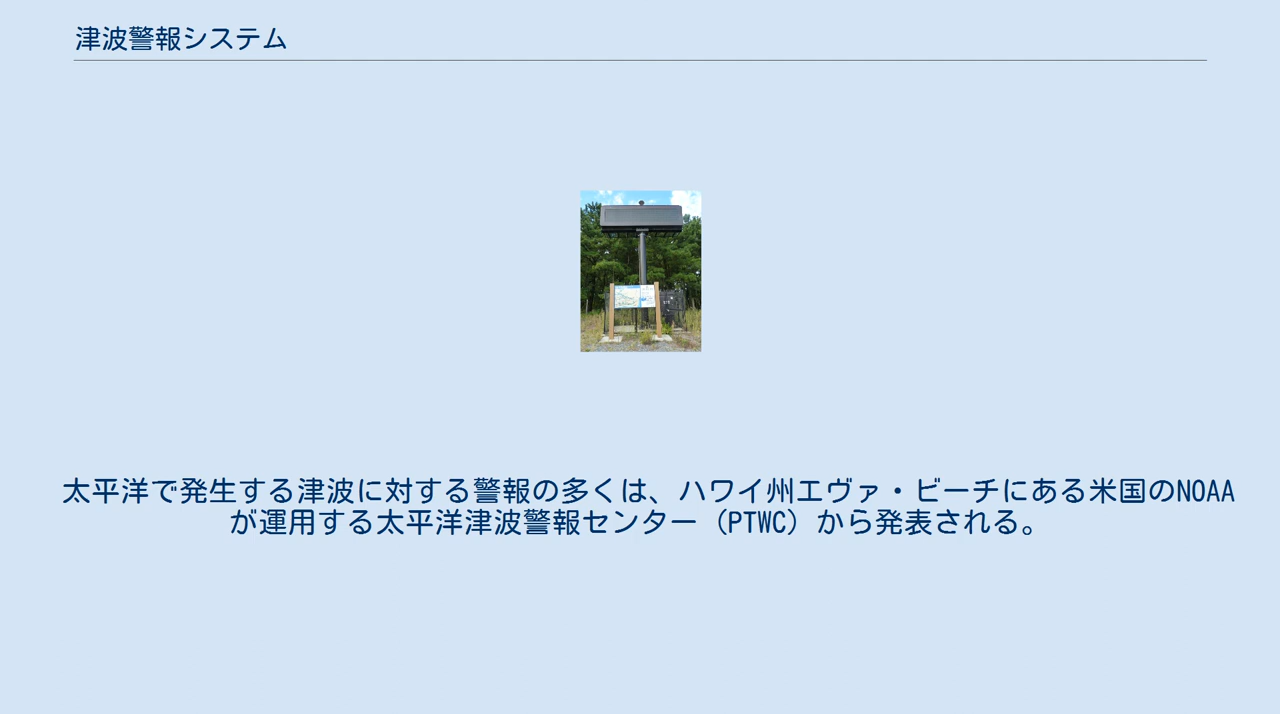 津波警報システム
太平洋で発生する津波に対する警報の多くは、ハワイ州エヴァ・ビーチにある米国のNOAA
が運用する太平洋津波警報センター（PTWC）から発表される。